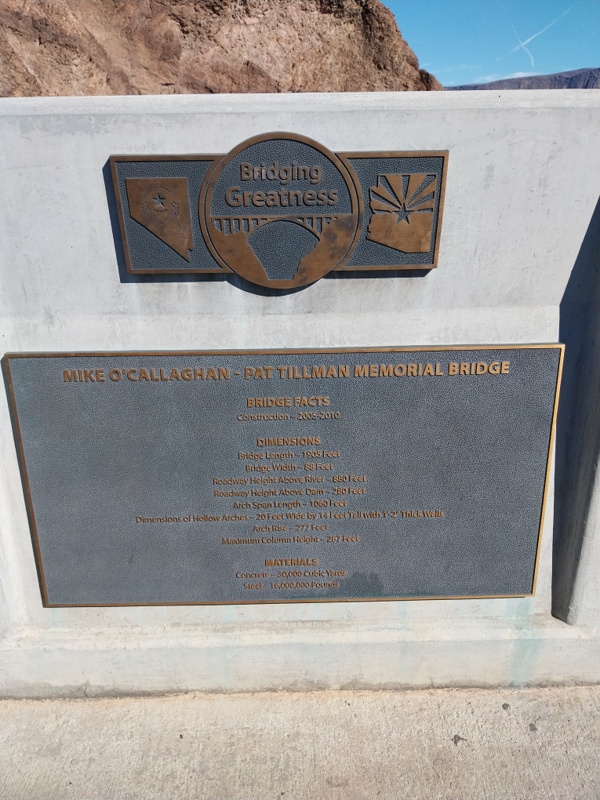 Bridging
Greatness
MIKE O'CALLAGHAN - PAT TILLMAN MEMORIAL BRIDGE
BRIDGE FACTS
Construction ~ 2005-2010
DIMENSIONS
Bridge Length ~ 1905 Feet
Bridge Width ~ 88 Feet
Roadway Height Above River ~ 880 Feet
Roadway Height Above Dam ~ 280 Feet
Arch Span Length ~ 1060 Feet
Dimensions of Hollow Arches ~ 20 Feet Wide by 14 Feet Tall with 1'-2" Thick Walls
Arch Rise ~ 277 Feet
Maximum Column Height ~ 287 Feet
MATERIALS
Concrete ~ 30,000 Cubic Yards
Steel ~ 16,000,000 Pounds